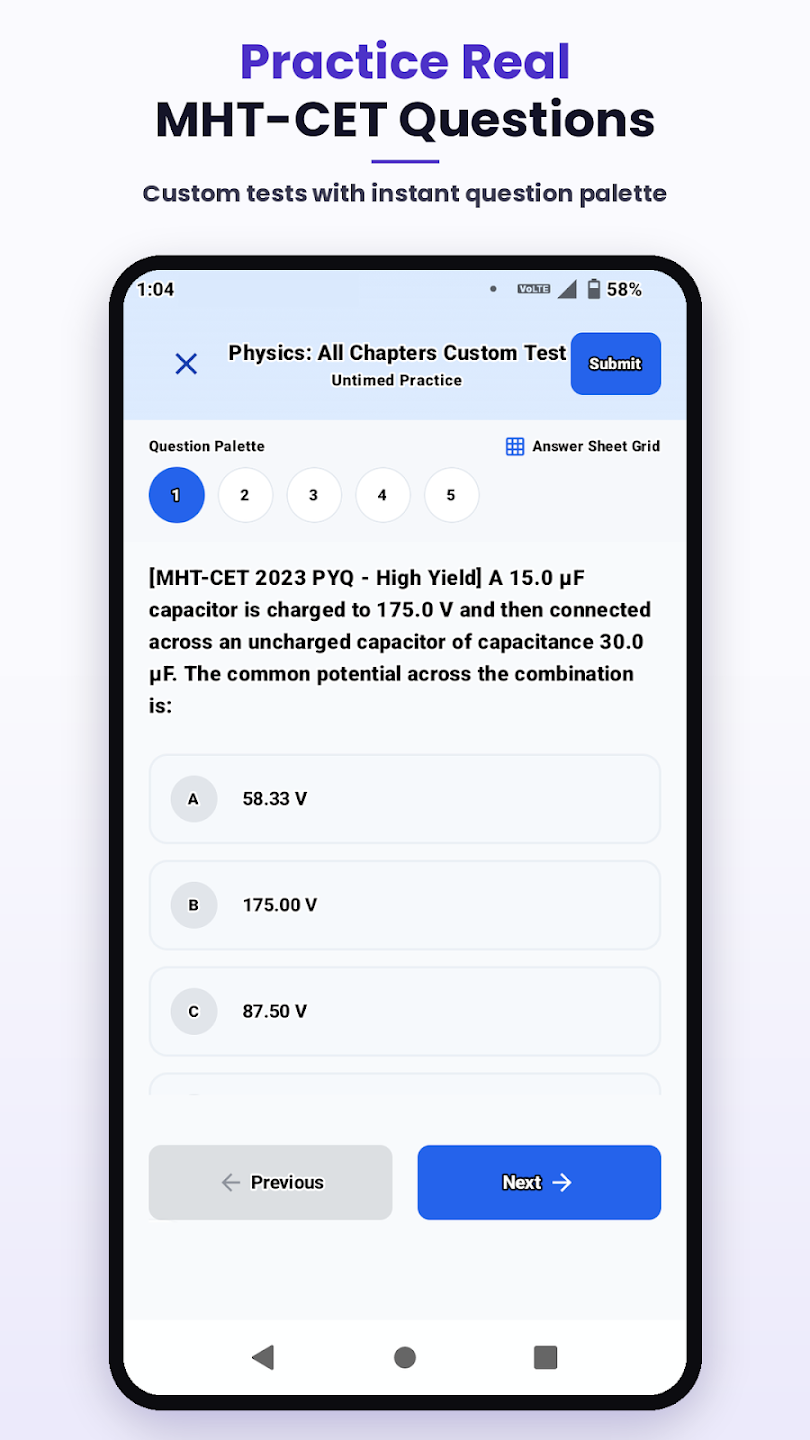 Practice Real
MHT-CET Questions
Custom tests with instant question palette
1:04
VoLTE
58%
Physics: All Chapters Custom Test
Untimed Practice
Submit
Question Palette
Answer Sheet Grid
1 2 3 4 5
[MHT-CET 2023 PYQ - High Yield] A 15.0 µF
capacitor is charged to 175.0 V and then connected
across an uncharged capacitor of capacitance 30.0
µF. The common potential across the combination
is:
A 58.33 V
B 175.00 V
C 87.50 V
Previous
Next